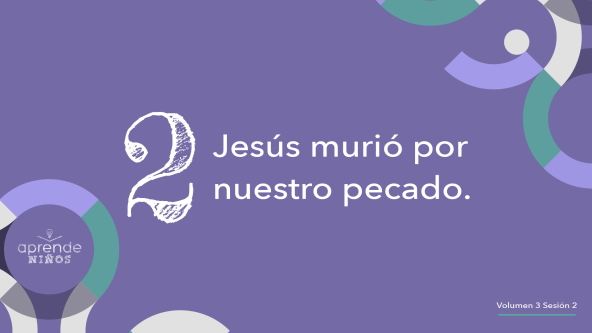 2
Jesús murió por
nuestro pecado.
aprende
NIÑOS
Volumen 3 Sesión 2